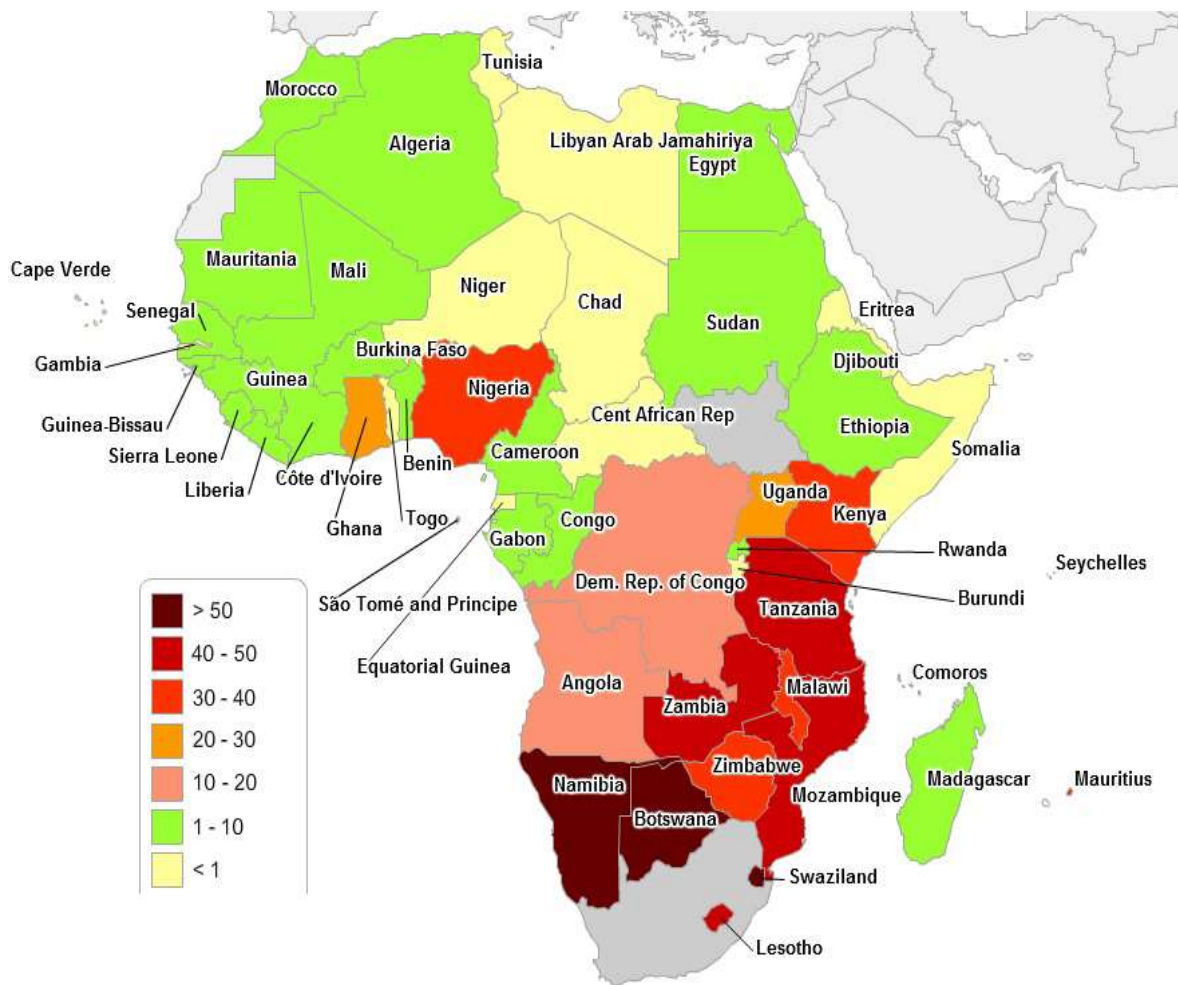 Tunisia
Morocco
Algeria
Libyan Arab Jamahiriya
Egypt
Mauritania
Mali
Cape Verde
Niger
Chad
Senegal
Sudan
Eritrea
Gambia
Burkina Faso
Djibouti
Guinea
Nigeria
Cent African Rep
Guinea-Bissau
Ethiopia
Somalia
Sierra Leone
Cameroon
Benin
Côte d'Ivoire
Liberia
Uganda
Kenya
Ghana
Togo
Congo
Gabon
Rwanda
Seychelles
Dem. Rep. of Congo
Burundi
São Tomé and Principe
Tanzania
Equatorial Guinea
Comoros
Angola
Malawi
Zambia
Zimbabwe
Namibia
Madagascar
Mauritius
Mozambique
Botswana
Swaziland
Lesotho
> 50
40 - 50
30 - 40
20 - 30
10 - 20
1 - 10
< 1